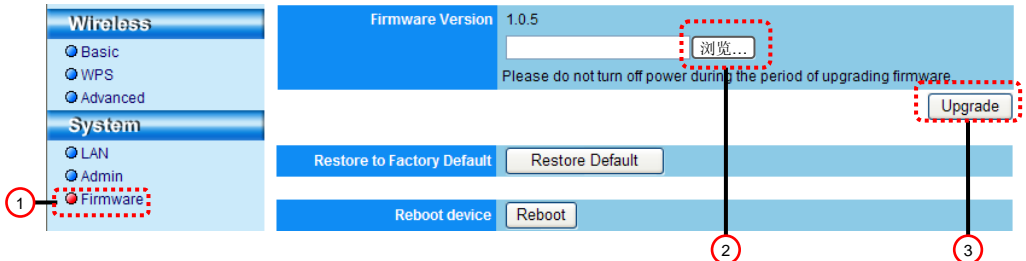 Wireless
Basic
WPS
Advanced
System
LAN
Admin
Firmware
Firmware Version 1.0.5
浏览...
Please do not turn off power during the period of upgrading firmware
Upgrade
Restore to Factory Default Restore Default
Reboot device Reboot
1
2
3